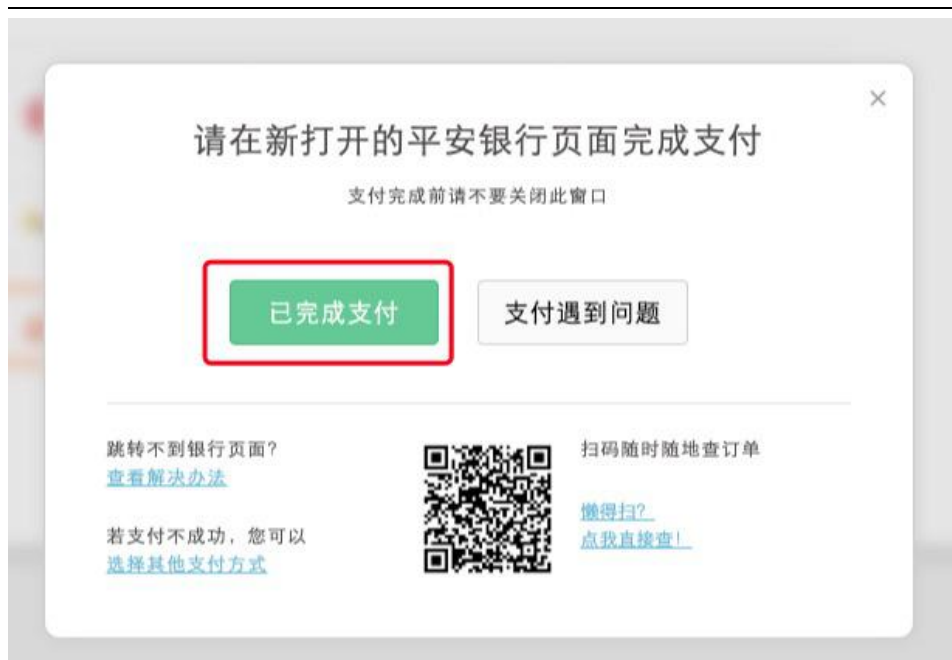 请在新打开的平安银行页面完成支付
支付完成前请不要关闭此窗口
已完成支付
支付遇到问题
跳转不到银行页面?
查看解决办法
若支付不成功，您可以
选择其他支付方式
扫码随时随地查订单
懒得扫?
点我直接查!